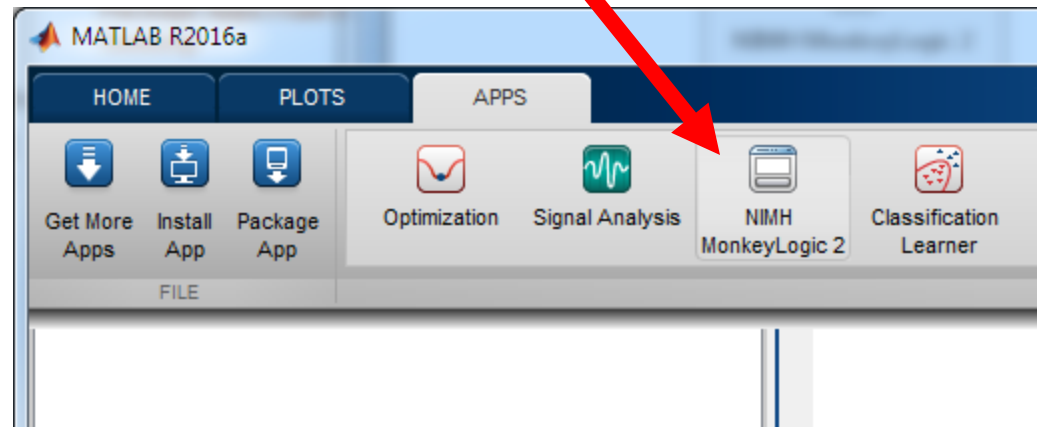 MATLAB R2016a
HOME PLOTS APPS
Get More Apps
Install App
Package App
Optimization
Signal Analysis
NIMH
MonkeyLogic 2
Classification
Learner
FILE